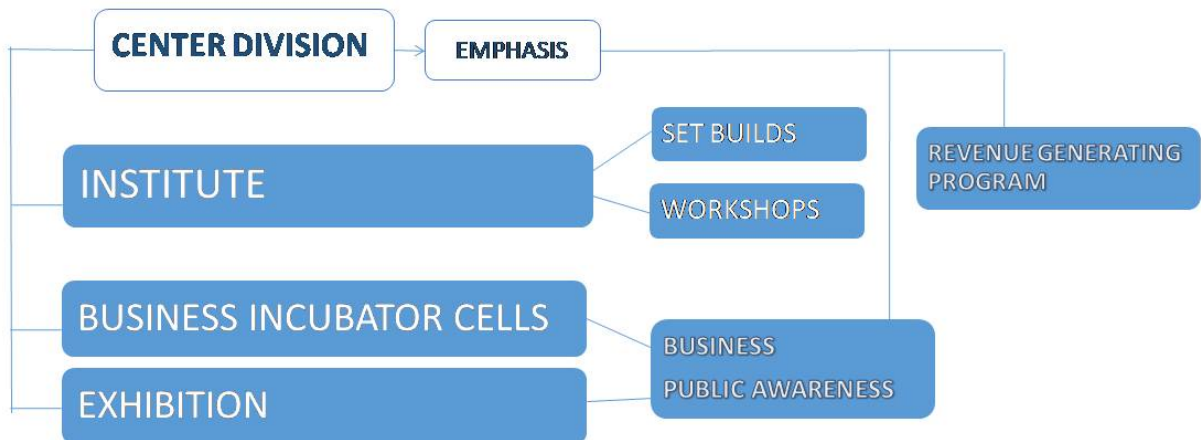 CENTER DIVISION
EMPHASIS
INSTITUTE
SET BUILDS
WORKSHOPS
REVENUE GENERATING
PROGRAM
BUSINESS INCUBATOR CELLS
EXHIBITION
BUSINESS
PUBLIC AWARENESS